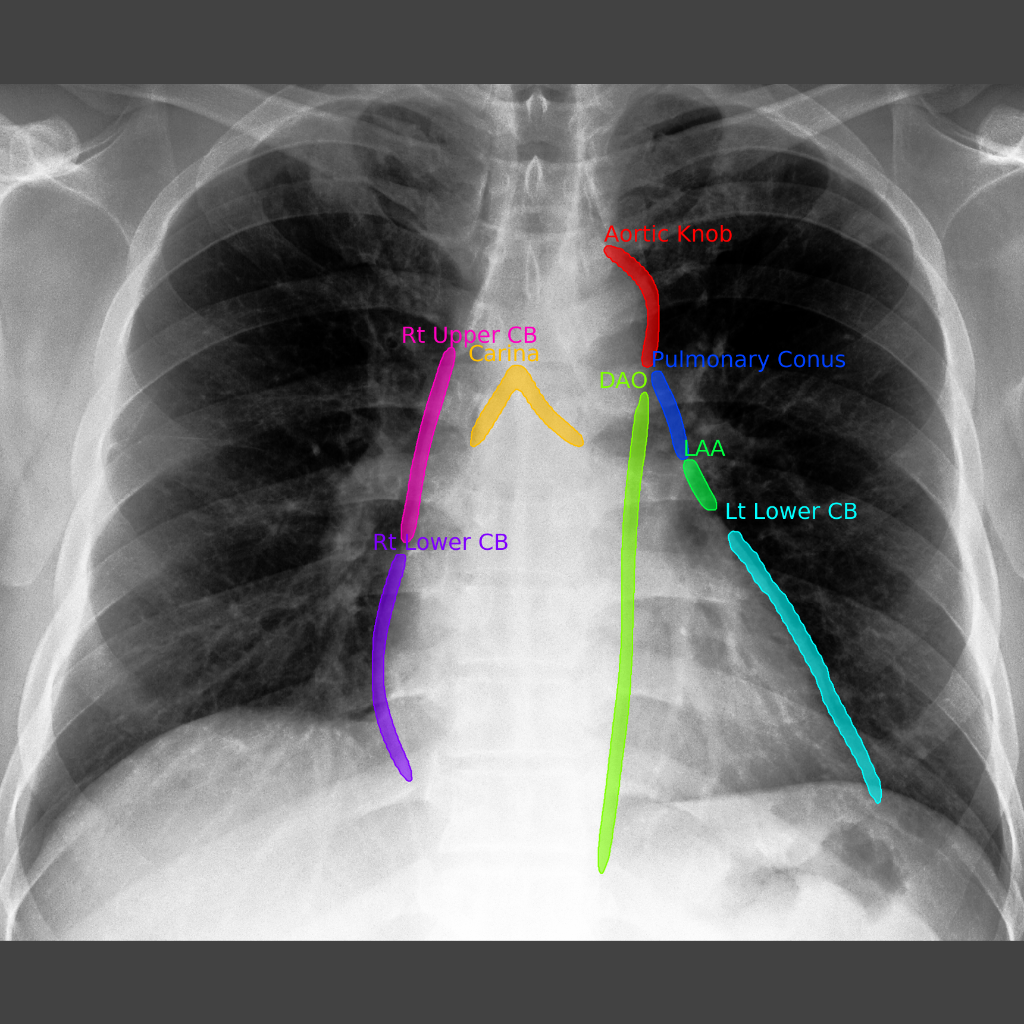 Aortic Knob
Rt Upper CB
Carina
Pulmonary Conus
DAO
LAA
Lt Lower CB
Rt Lower CB